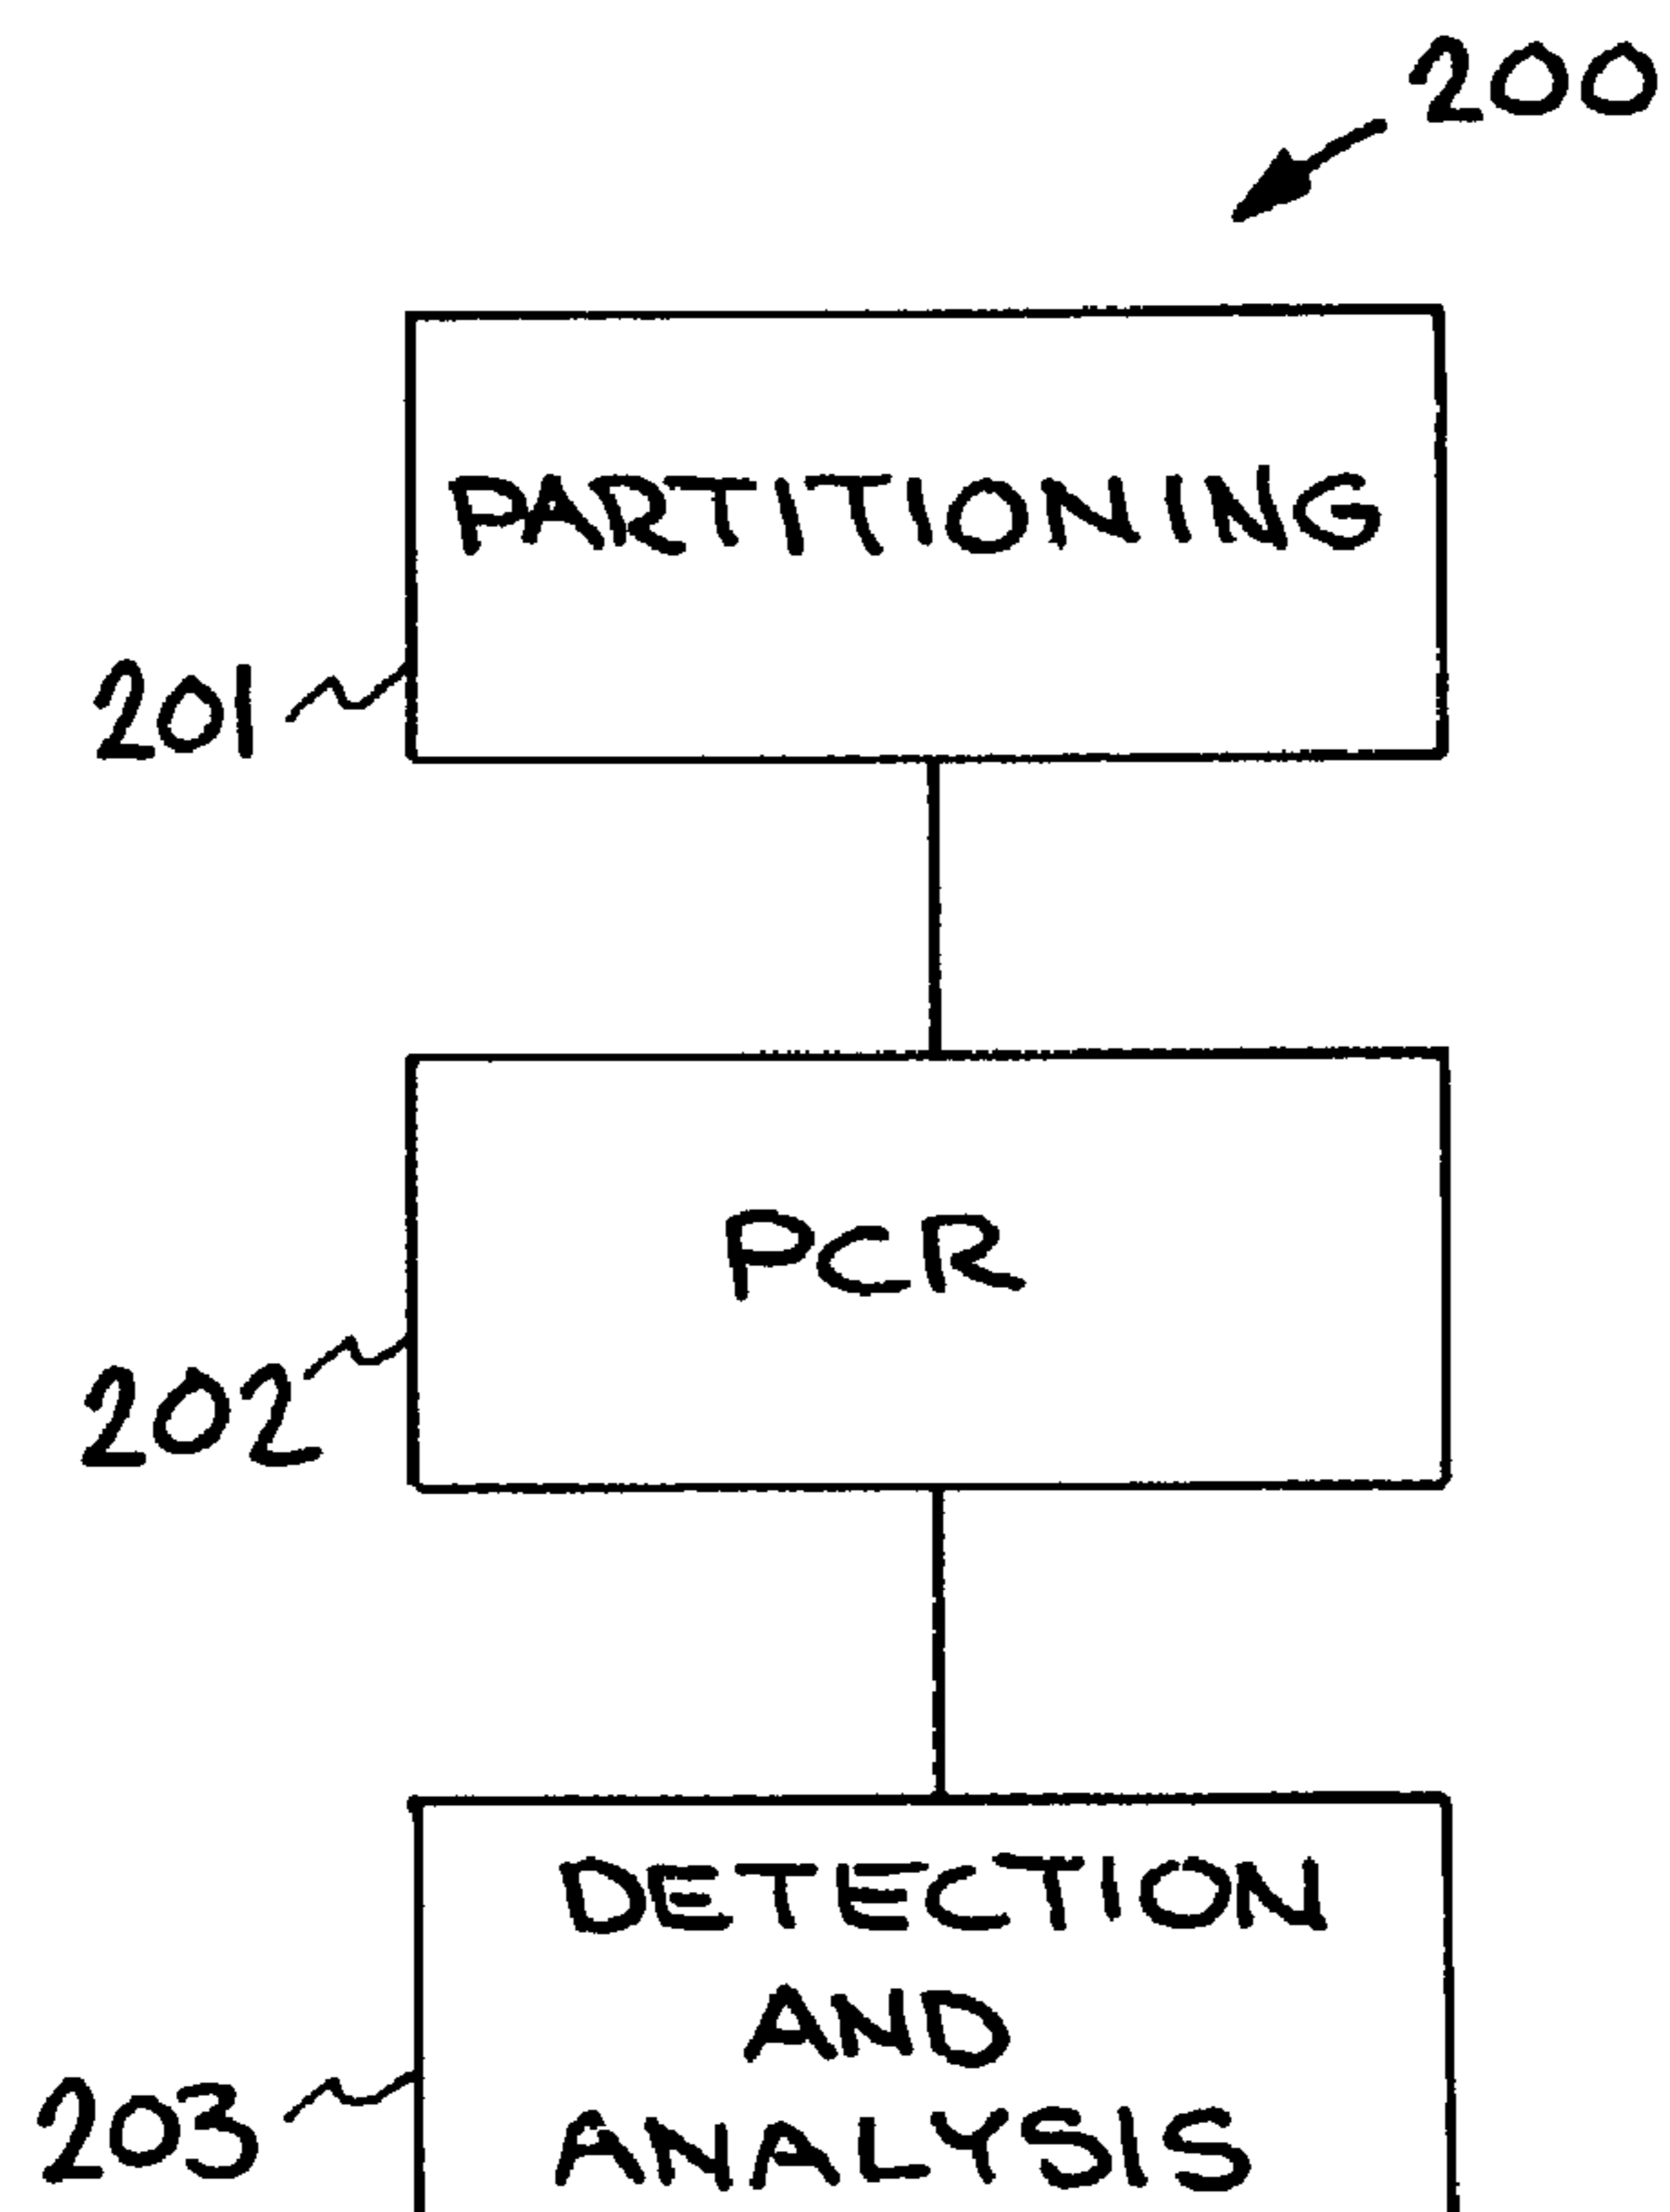 200
PARTITIONING
201
PCR
202
DETECTION
AND
203
ANALYSIS